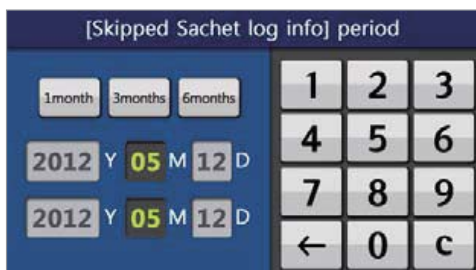 [Skipped Sachet log info] period
1month 3months 6months
2012 Y 05 M 12 D
2012 Y 05 M 12 D
1 2 3
4 5 6
7 8 9
← 0 C